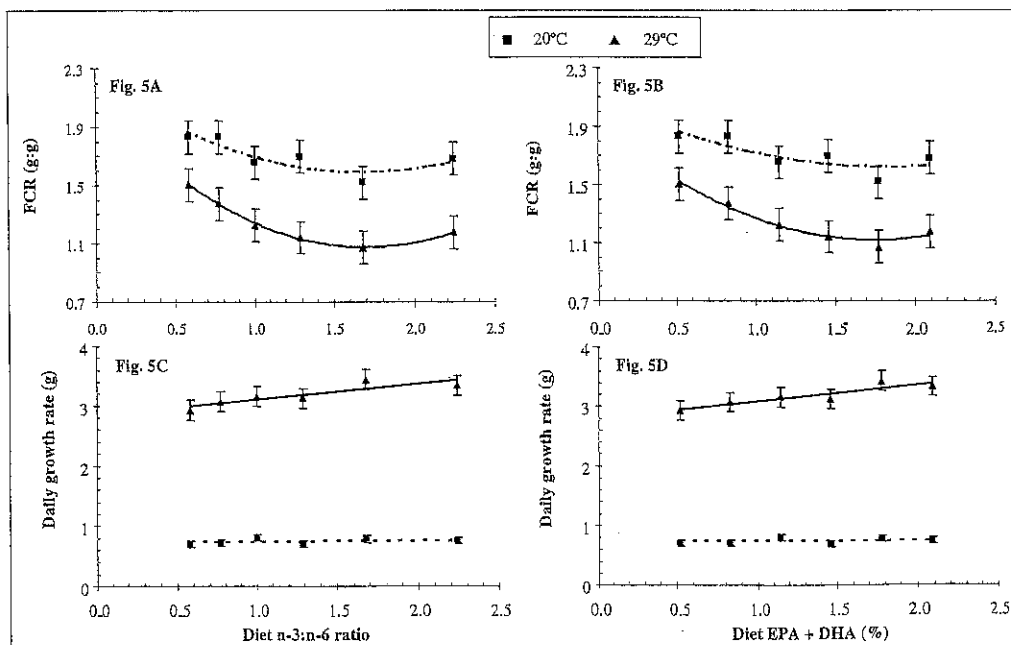 20°C 29°C
Fig. 5A
FCR (g:g)
2.3
1.9
1.5
1.1
0.7
0.0 0.5 1.0 1.5 2.0 2.5
Fig. 5B
FCR (g:g)
2.3
1.9
1.5
1.1
0.7
0.0 0.5 1.0 1.5 2.0 2.5
Fig. 5C
Daily growth rate (g)
4
3
2
1
0
0.0 0.5 1.0 1.5 2.0 2.5
Diet n-3:n-6 ratio
Fig. 5D
Daily growth rate (g)
4
3
2
1
0
0.0 0.5 1.0 1.5 2.0 2.5
Diet EPA + DHA (%)